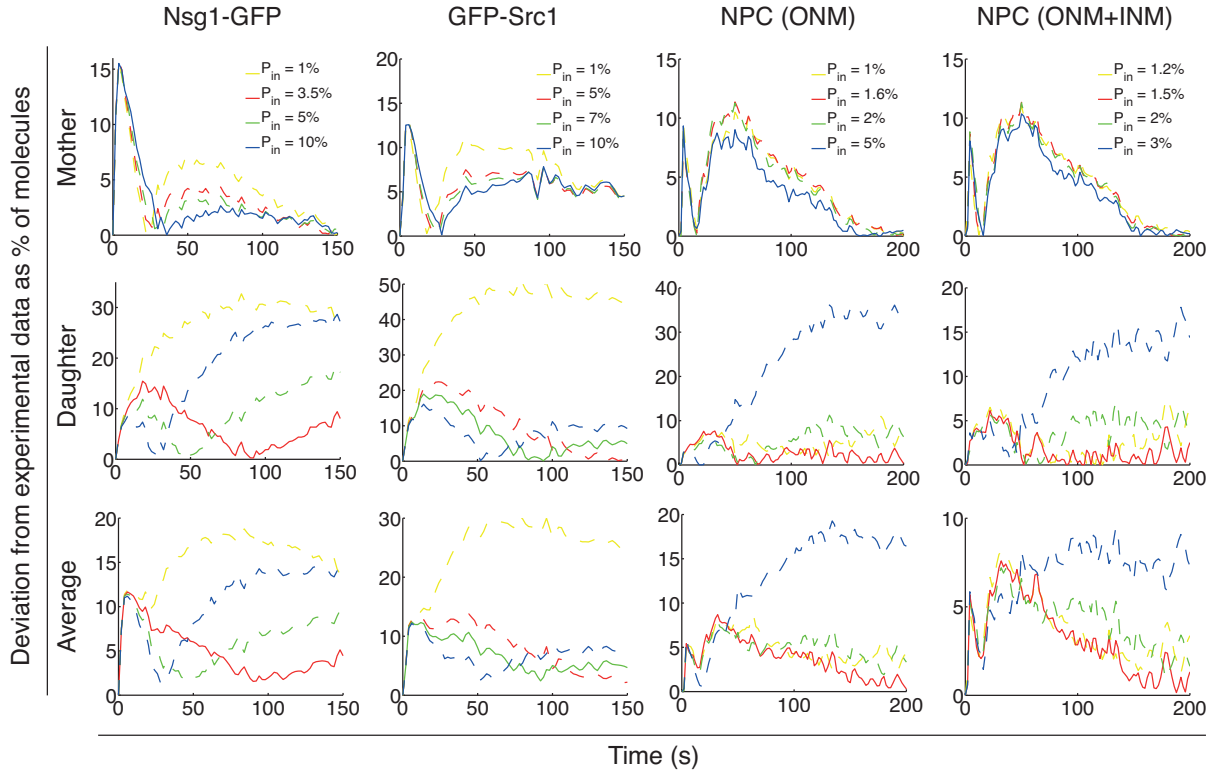 Nsg1-GFP
GFP-Src1
NPC (ONM)
NPC (ONM+INM)
Deviation from experimental data as % of molecules
Mother
15
10
5
0
0 50 100 150
P_in = 1%
P_in = 3.5%
P_in = 5%
P_in = 10%
20
15
10
5
0
0 50 100 150
P_in = 1%
P_in = 5%
P_in = 7%
P_in = 10%
15
10
5
0
0 100 200
P_in = 1%
P_in = 1.6%
P_in = 2%
P_in = 5%
15
10
5
0
0 100 200
P_in = 1.2%
P_in = 1.5%
P_in = 2%
P_in = 3%
Daughter
30
20
10
0
0 50 100 150
50
40
30
20
10
0
0 50 100 150
40
30
20
10
0
0 100 200
20
15
10
5
0
0 100 200
Average
20
15
10
5
0
0 50 100 150
30
20
10
0
0 50 100 150
20
15
10
5
0
0 100 200
10
5
0
0 100 200
Time (s)